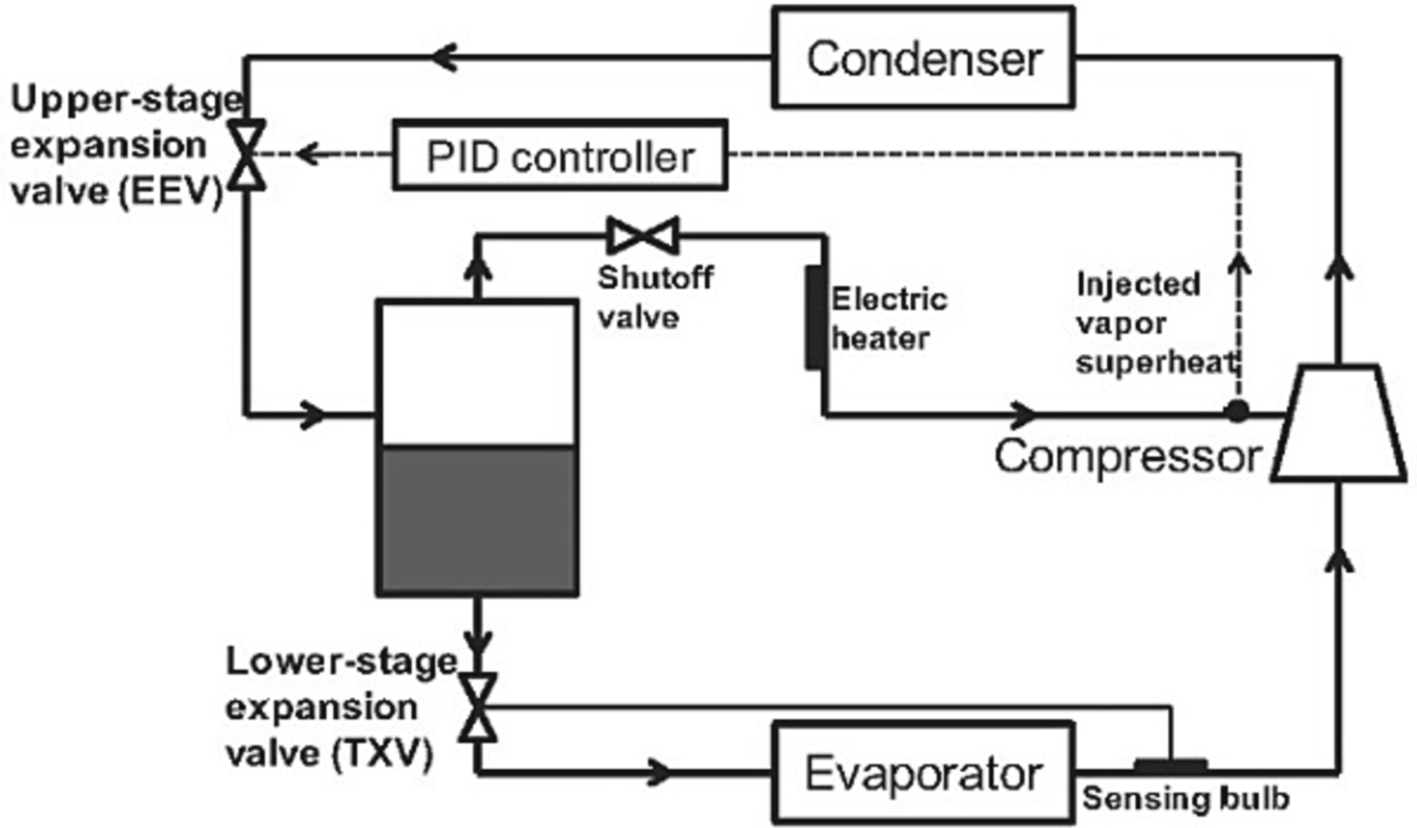 Condenser
Upper-stage
expansion
valve (EEV)
PID controller
Shutoff
valve
Electric
heater
Injected
vapor
superheat
Compressor
Lower-stage
expansion
valve (TXV)
Evaporator
Sensing bulb